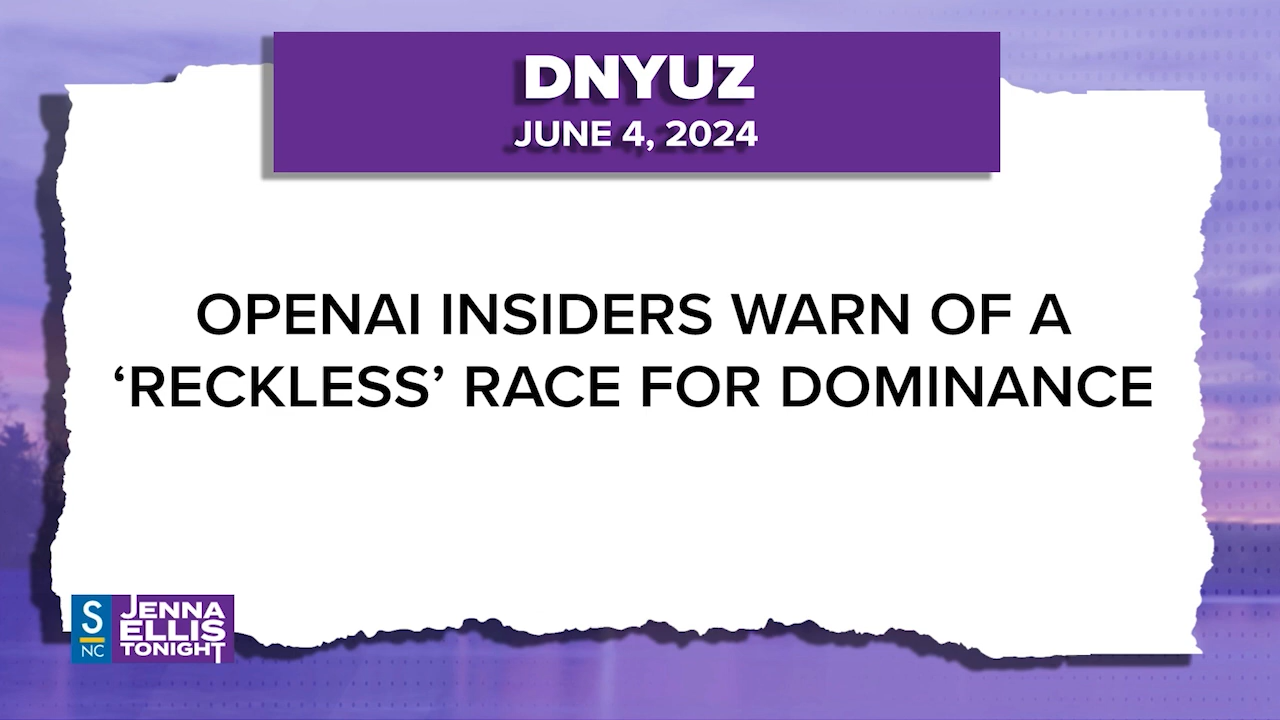 DNYUZ
JUNE 4, 2024
OPENAI INSIDERS WARN OF A
‘RECKLESS’ RACE FOR DOMINANCE
S
NC
JENNA
ELLIS
TONIGHT